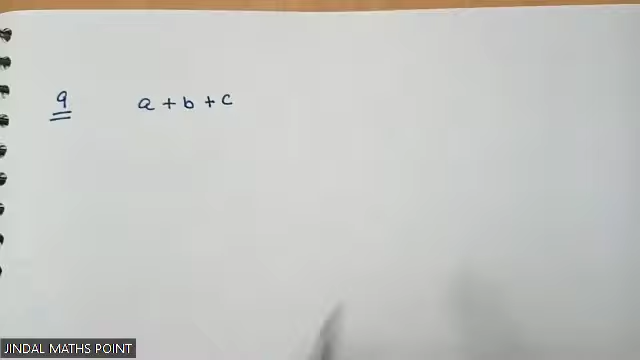 9 a + b + c
JINDAL MATHS POINT